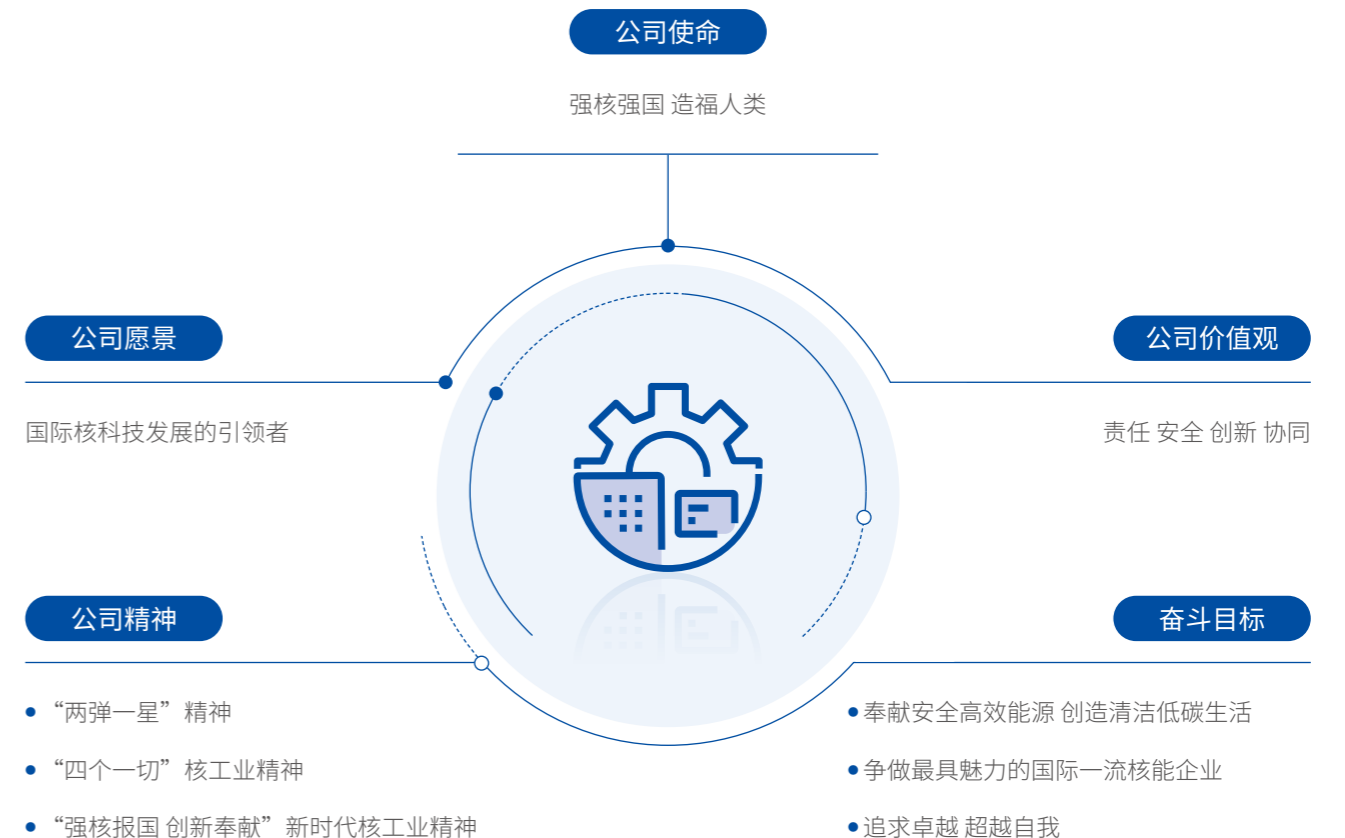 公司使命
强核强国 造福人类
公司愿景
国际核科技发展的引领者
公司价值观
责任 安全 创新 协同
公司精神
“两弹一星”精神
“四个一切”核工业精神
“强核报国 创新奉献”新时代核工业精神
奋斗目标
奉献安全高效能源 创造清洁低碳生活
争做最具魅力的国际一流核能企业
追求卓越 超越自我